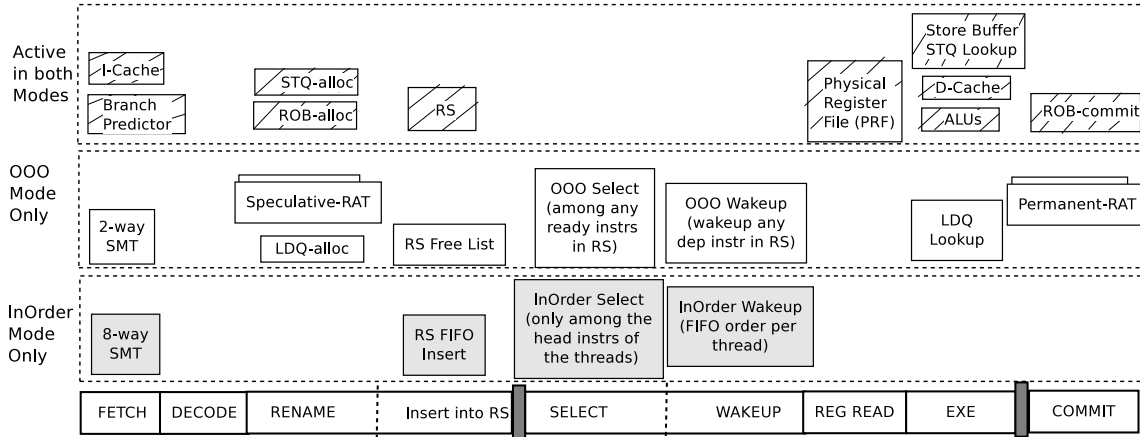 Active
in both
Modes
I-Cache
Branch
Predictor
STQ-alloc
ROB-alloc
RS
Physical
Register
File (PRF)
Store Buffer
STQ Lookup
D-Cache
ALUs
ROB-commit
OOO
Mode
Only
2-way
SMT
Speculative-RAT
LDQ-alloc
RS Free List
OOO Select
(among any
ready instrs
in RS)
OOO Wakeup
(wakeup any
dep instr in RS)
LDQ
Lookup
Permanent-RAT
InOrder
Mode
Only
8-way
SMT
RS FIFO
Insert
InOrder Select
(only among the
head instrs of
the threads)
InOrder Wakeup
(FIFO order per
thread)
FETCH
DECODE
RENAME
Insert into RS
SELECT
WAKEUP
REG READ
EXE
COMMIT